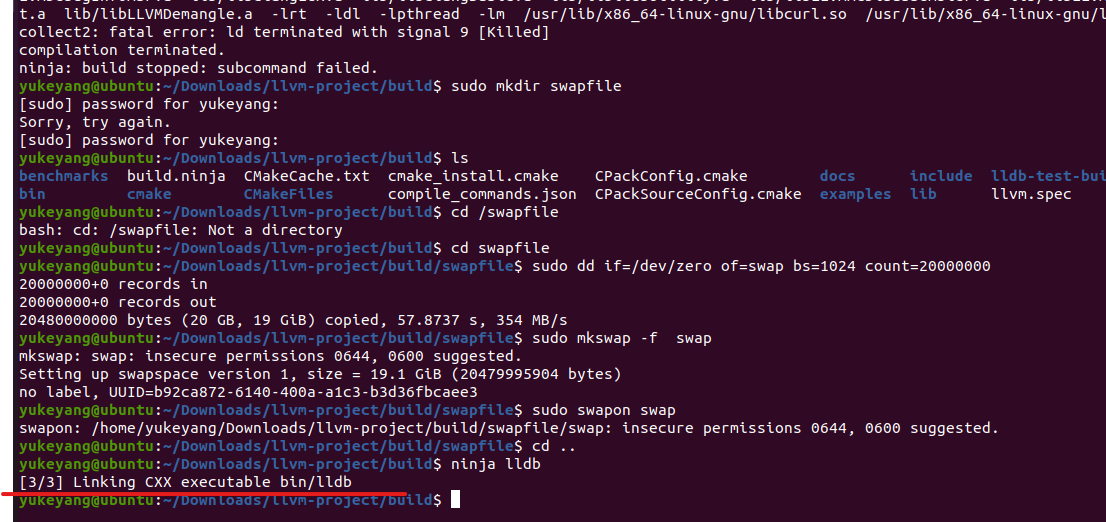 t.a lib/libLLVMDemangle.a -lrt -ldl -lpthread -lm /usr/lib/x86_64-linux-gnu/libcurl.so /usr/lib/x86_64-linux-gnu/l
collect2: fatal error: ld terminated with signal 9 [Killed]
compilation terminated.
ninja: build stopped: subcommand failed.
yukeyang@ubuntu:~/Downloads/llvm-project/build$ sudo mkdir swapfile
[sudo] password for yukeyang:
Sorry, try again.
[sudo] password for yukeyang:
yukeyang@ubuntu:~/Downloads/llvm-project/build$ ls
benchmarks build.ninja CMakeCache.txt cmake_install.cmake CPackConfig.cmake docs include lldb-test-bui
bin cmake CMakeFiles compile_commands.json CPackSourceConfig.cmake examples lib llvm.spec
yukeyang@ubuntu:~/Downloads/llvm-project/build$ cd /swapfile
bash: cd: /swapfile: Not a directory
yukeyang@ubuntu:~/Downloads/llvm-project/build$ cd swapfile
yukeyang@ubuntu:~/Downloads/llvm-project/build/swapfile$ sudo dd if=/dev/zero of=swap bs=1024 count=20000000
20000000+0 records in
20000000+0 records out
20480000000 bytes (20 GB, 19 GiB) copied, 57.8737 s, 354 MB/s
yukeyang@ubuntu:~/Downloads/llvm-project/build/swapfile$ sudo mkswap -f  swap
mkswap: swap: insecure permissions 0644, 0600 suggested.
Setting up swapspace version 1, size = 19.1 GiB (20479995904 bytes)
no label, UUID=b92ca872-6140-400a-a1c3-b3d36fbcaee3
yukeyang@ubuntu:~/Downloads/llvm-project/build/swapfile$ sudo swapon swap
swapon: /home/yukeyang/Downloads/llvm-project/build/swapfile/swap: insecure permissions 0644, 0600 suggested.
yukeyang@ubuntu:~/Downloads/llvm-project/build/swapfile$ cd ..
yukeyang@ubuntu:~/Downloads/llvm-project/build$ ninja lldb
[3/3] Linking CXX executable bin/lldb
yukeyang@ubuntu:~/Downloads/llvm-project/build$